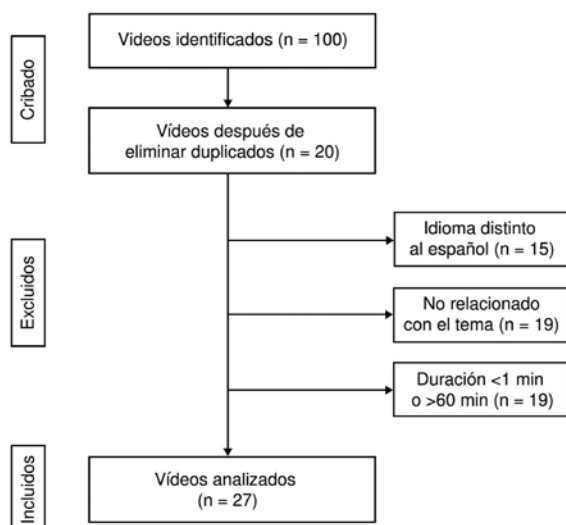 Videos identificados (n = 100)
Cribado
Vídeos después de
eliminar duplicados (n = 20)
Idioma distinto
al español (n = 15)
Excluidos
No relacionado
con el tema (n = 19)
Duración <1 min
o >60 min (n = 19)
Incluidos
Vídeos analizados
(n = 27)